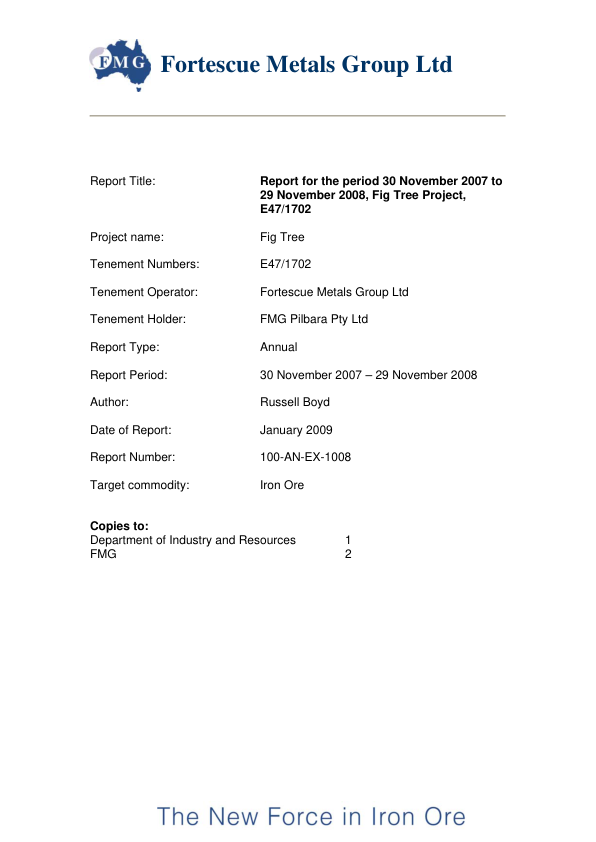 FMG Fortescue Metals Group Ltd
Report Title: Report for the period 30 November 2007 to
29 November 2008, Fig Tree Project,
E47/1702
Project name: Fig Tree
Tenement Numbers: E47/1702
Tenement Operator: Fortescue Metals Group Ltd
Tenement Holder: FMG Pilbara Pty Ltd
Report Type: Annual
Report Period: 30 November 2007 – 29 November 2008
Author: Russell Boyd
Date of Report: January 2009
Report Number: 100-AN-EX-1008
Target commodity: Iron Ore
Copies to:
Department of Industry and Resources 1
FMG 2
The New Force in Iron Ore